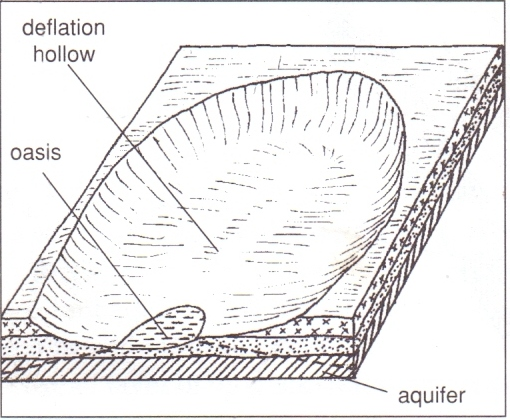 deflation
hollow
oasis
aquifer